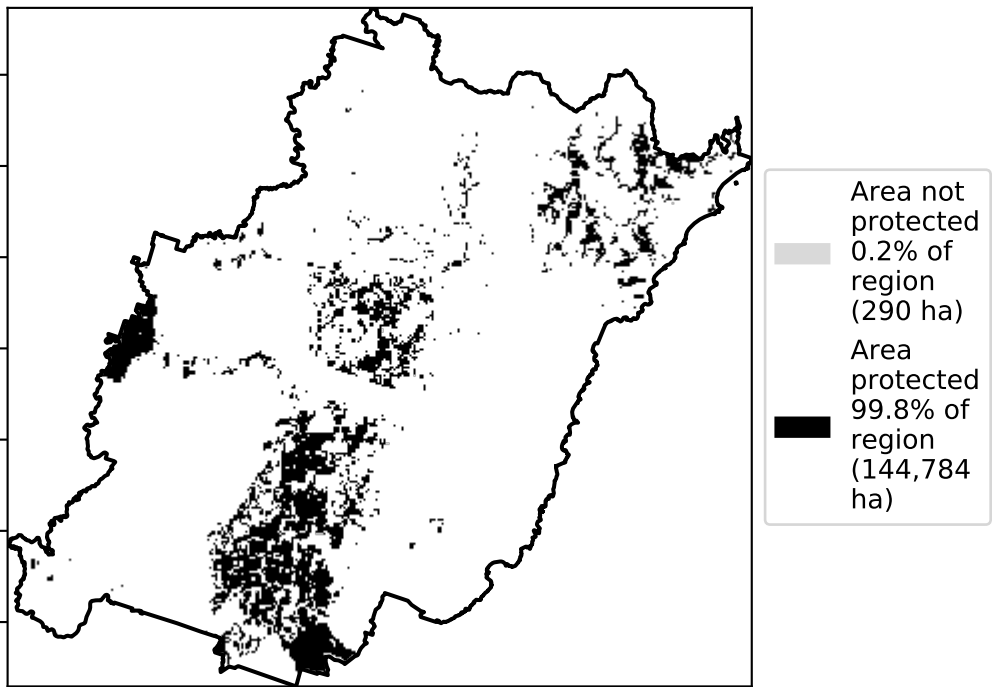 Area not
protected
0.2% of
region
(290 ha)
Area
protected
99.8% of
region
(144,784
ha)